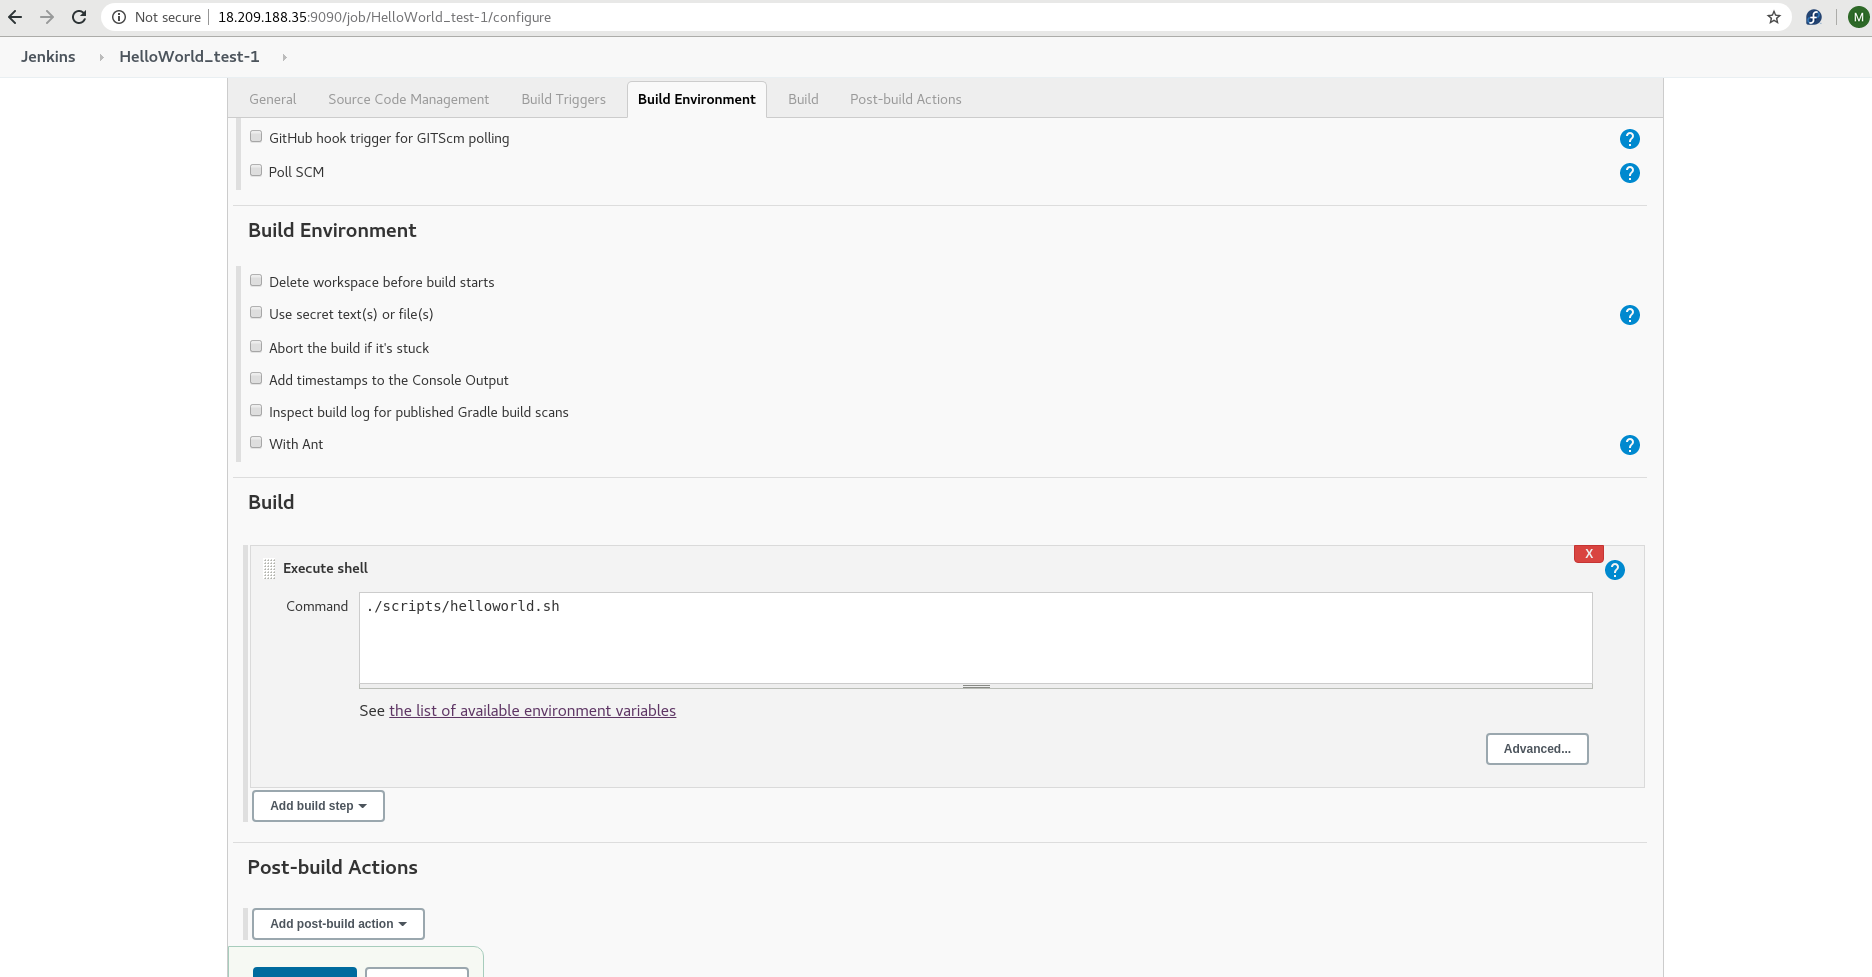 Not secure 18.209.188.35:9090/job/HelloWorld_test-1/configure
M
Jenkins HelloWorld_test-1
General Source Code Management Build Triggers Build Environment Build Post-build Actions
GitHub hook trigger for GITScm polling ?
Poll SCM ?
Build Environment
Delete workspace before build starts
Use secret text(s) or file(s) ?
Abort the build if it's stuck
Add timestamps to the Console Output
Inspect build log for published Gradle build scans
With Ant ?
Build
X
Execute shell ?
Command ./scripts/helloworld.sh
See the list of available environment variables
Advanced...
Add build step
Post-build Actions
Add post-build action